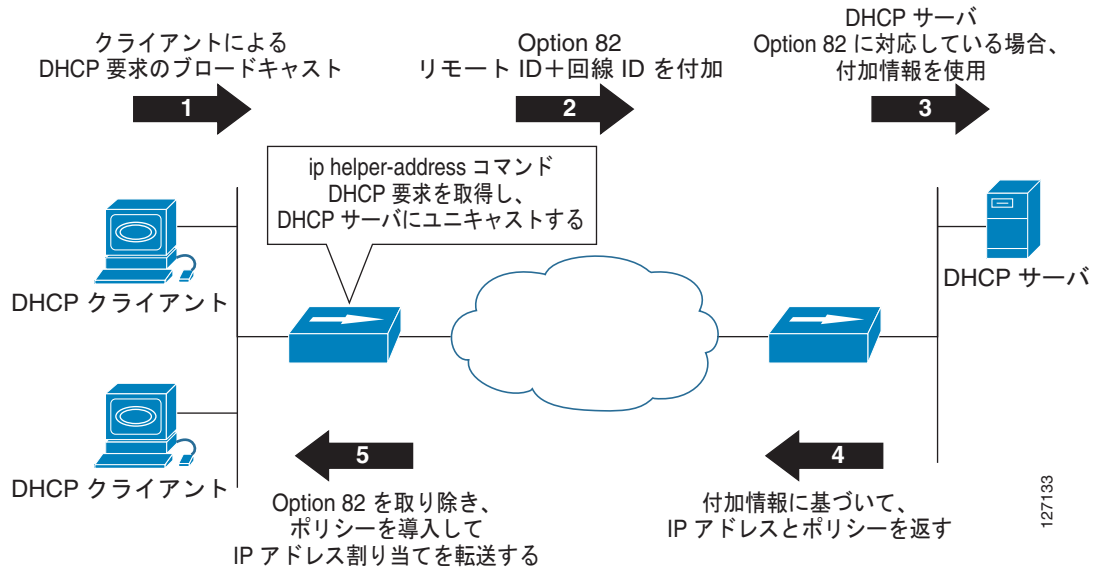 クライアントによる
DHCP 要求のブロードキャスト
1
Option 82
リモート ID＋回線 ID を付加
2
DHCP サーバ
Option 82 に対応している場合、
付加情報を使用
3
ip helper-address コマンド
DHCP 要求を取得し、
DHCP サーバにユニキャストする
DHCP クライアント
DHCP サーバ
DHCP クライアント
5
Option 82 を取り除き、
ポリシーを導入して
IP アドレス割り当てを転送する
4
付加情報に基づいて、
IP アドレスとポリシーを返す
127133